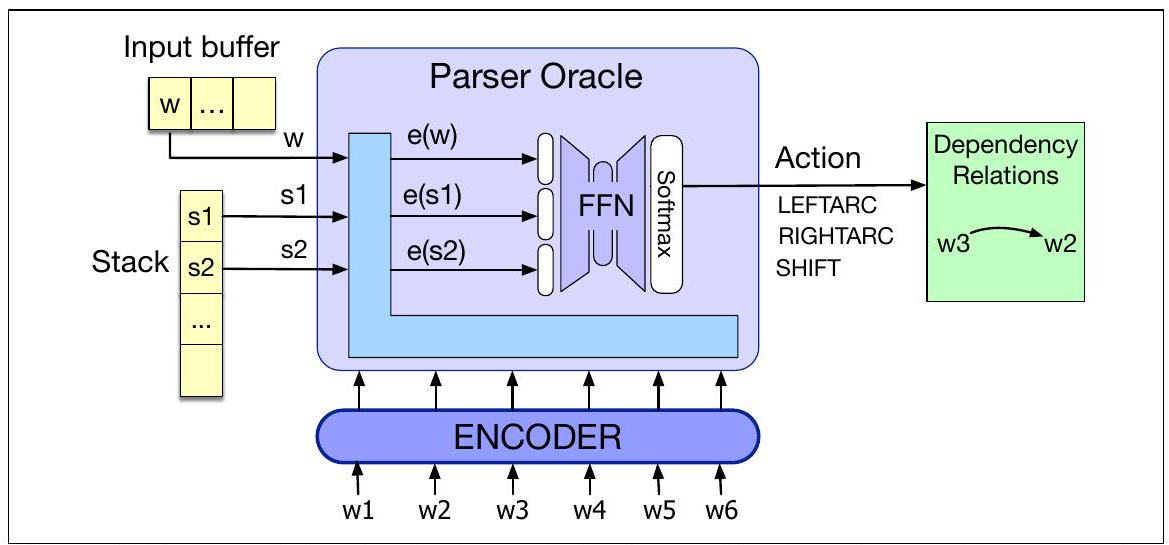 Input buffer
w ...
Parser Oracle
w
e(w)
s1
s1
e(s1)
Stack
s2
s2
e(s2)
...
FFN
Softmax
Action
LEFTARC
RIGHTARC
SHIFT
Dependency
Relations
w3 w2
ENCODER
w1 w2 w3 w4 w5 w6